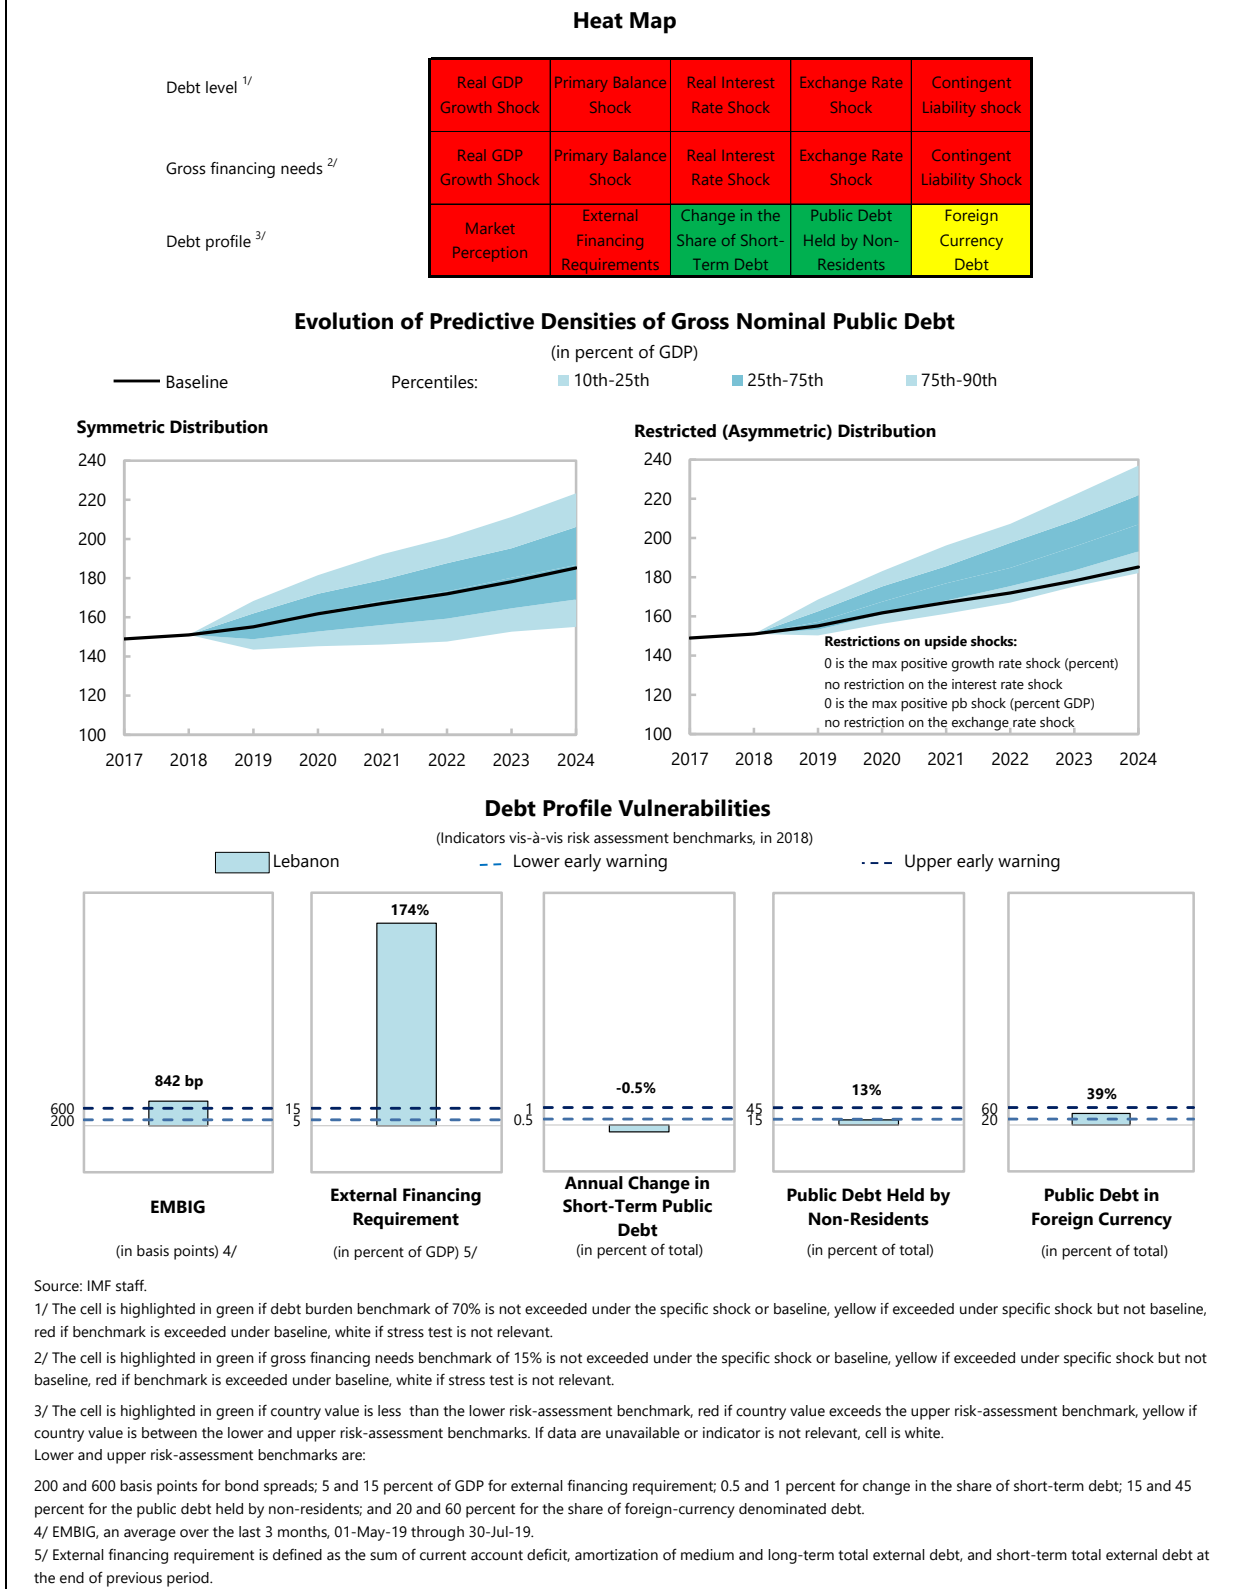 Heat Map
Debt level 1/
Real GDP Growth Shock
Primary Balance Shock
Real Interest Rate Shock
Exchange Rate Shock
Contingent Liability shock
Gross financing needs 2/
Real GDP Growth Shock
Primary Balance Shock
Real Interest Rate Shock
Exchange Rate Shock
Contingent Liability Shock
Debt profile 3/
Market Perception
External Financing Requirements
Change in the Share of Short-Term Debt
Public Debt Held by Non-Residents
Foreign Currency Debt
Evolution of Predictive Densities of Gross Nominal Public Debt
(in percent of GDP)
Baseline
Percentiles:
10th-25th
25th-75th
75th-90th
Symmetric Distribution
240
220
200
180
160
140
120
100
2017 2018 2019 2020 2021 2022 2023 2024
Restricted (Asymmetric) Distribution
240
220
200
180
160
140
120
100
Restrictions on upside shocks:
0 is the max positive growth rate shock (percent)
no restriction on the interest rate shock
0 is the max positive pb shock (percent GDP)
no restriction on the exchange rate shock
2017 2018 2019 2020 2021 2022 2023 2024
Debt Profile Vulnerabilities
(Indicators vis-à-vis risk assessment benchmarks, in 2018)
Lebanon
Lower early warning
Upper early warning
842 bp
600
200
EMBIG
(in basis points) 4/
174%
15
5
External Financing
Requirement
(in percent of GDP) 5/
-0.5%
1
0.5
Annual Change in
Short-Term Public
Debt
(in percent of total)
13%
45
15
Public Debt Held by
Non-Residents
(in percent of total)
39%
60
20
Public Debt in
Foreign Currency
(in percent of total)
Source: IMF staff.
1/ The cell is highlighted in green if debt burden benchmark of 70% is not exceeded under the specific shock or baseline, yellow if exceeded under specific shock but not baseline,
red if benchmark is exceeded under baseline, white if stress test is not relevant.
2/ The cell is highlighted in green if gross financing needs benchmark of 15% is not exceeded under the specific shock or baseline, yellow if exceeded under specific shock but not
baseline, red if benchmark is exceeded under baseline, white if stress test is not relevant.
3/ The cell is highlighted in green if country value is less than the lower risk-assessment benchmark, red if country value exceeds the upper risk-assessment benchmark, yellow if
country value is between the lower and upper risk-assessment benchmarks. If data are unavailable or indicator is not relevant, cell is white.
Lower and upper risk-assessment benchmarks are:
200 and 600 basis points for bond spreads; 5 and 15 percent of GDP for external financing requirement; 0.5 and 1 percent for change in the share of short-term debt; 15 and 45
percent for the public debt held by non-residents; and 20 and 60 percent for the share of foreign-currency denominated debt.
4/ EMBIG, an average over the last 3 months, 01-May-19 through 30-Jul-19.
5/ External financing requirement is defined as the sum of current account deficit, amortization of medium and long-term total external debt, and short-term total external debt at
the end of previous period.